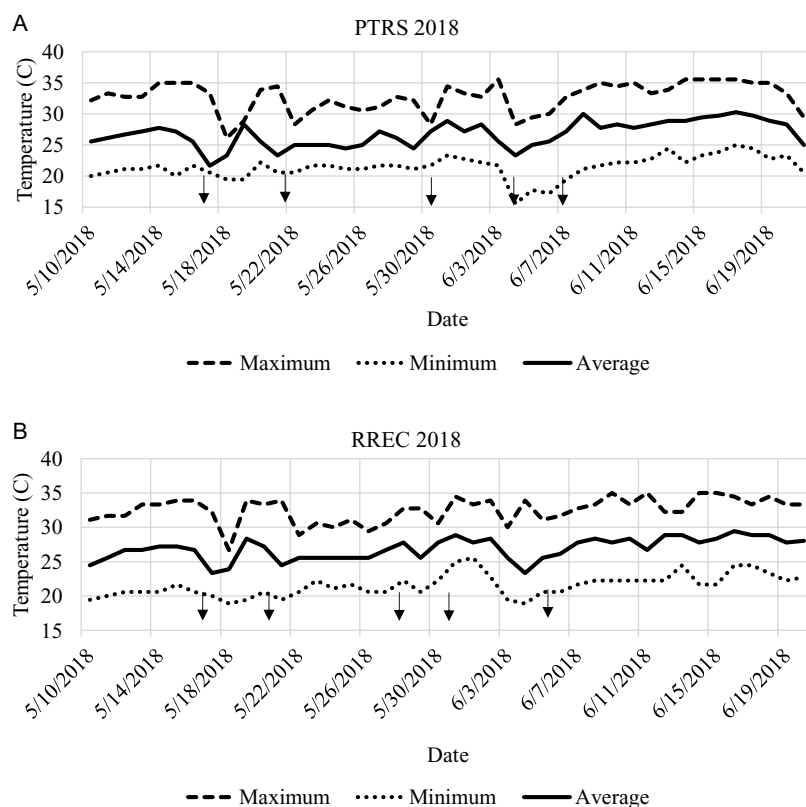 A
PTRS 2018
Temperature (C)
40
35
30
25
20
15
5/10/2018
5/14/2018
5/18/2018
5/22/2018
5/26/2018
5/30/2018
6/3/2018
6/7/2018
6/11/2018
6/15/2018
6/19/2018
Date
Maximum
Minimum
Average
B
RREC 2018
Temperature (C)
40
35
30
25
20
15
5/10/2018
5/14/2018
5/18/2018
5/22/2018
5/26/2018
5/30/2018
6/3/2018
6/7/2018
6/11/2018
6/15/2018
6/19/2018
Date
Maximum
Minimum
Average